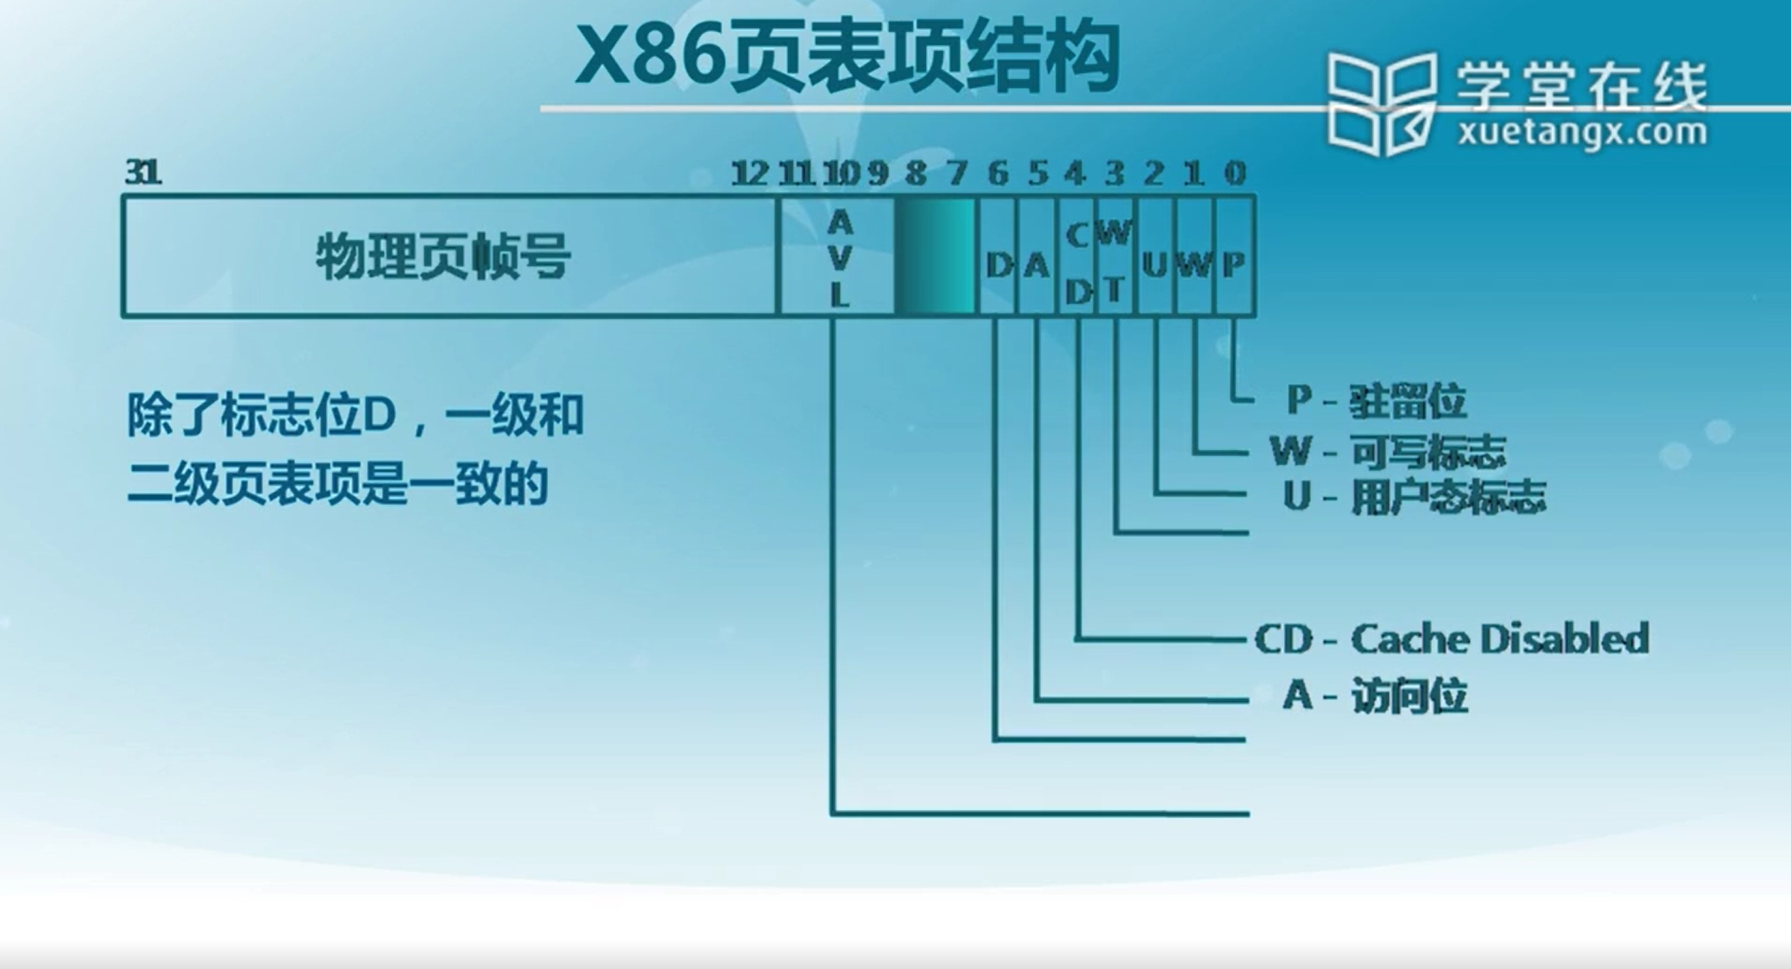 X86页表项结构
学堂在线
xuetangx.com
31 12 11 10 9 8 7 6 5 4 3 2 1 0
物理页帧号 AVL D A CD WT U W P
除了标志位D，一级和
二级页表项是一致的
P - 驻留位
W - 可写标志
U - 用户态标志
CD - Cache Disabled
A - 访问位